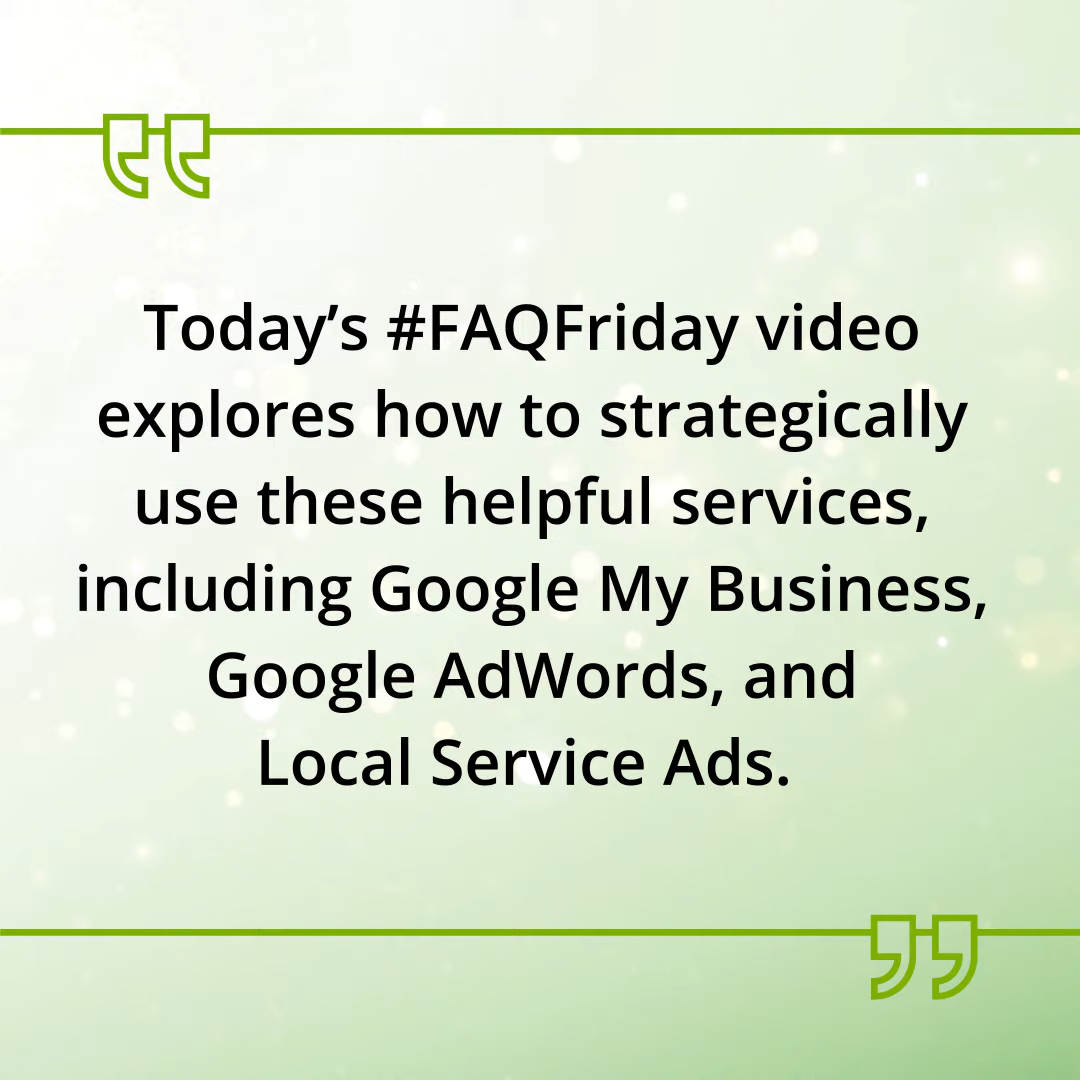 Today’s #FAQFriday video
explores how to strategically
use these helpful services,
including Google My Business,
Google AdWords, and
Local Service Ads.